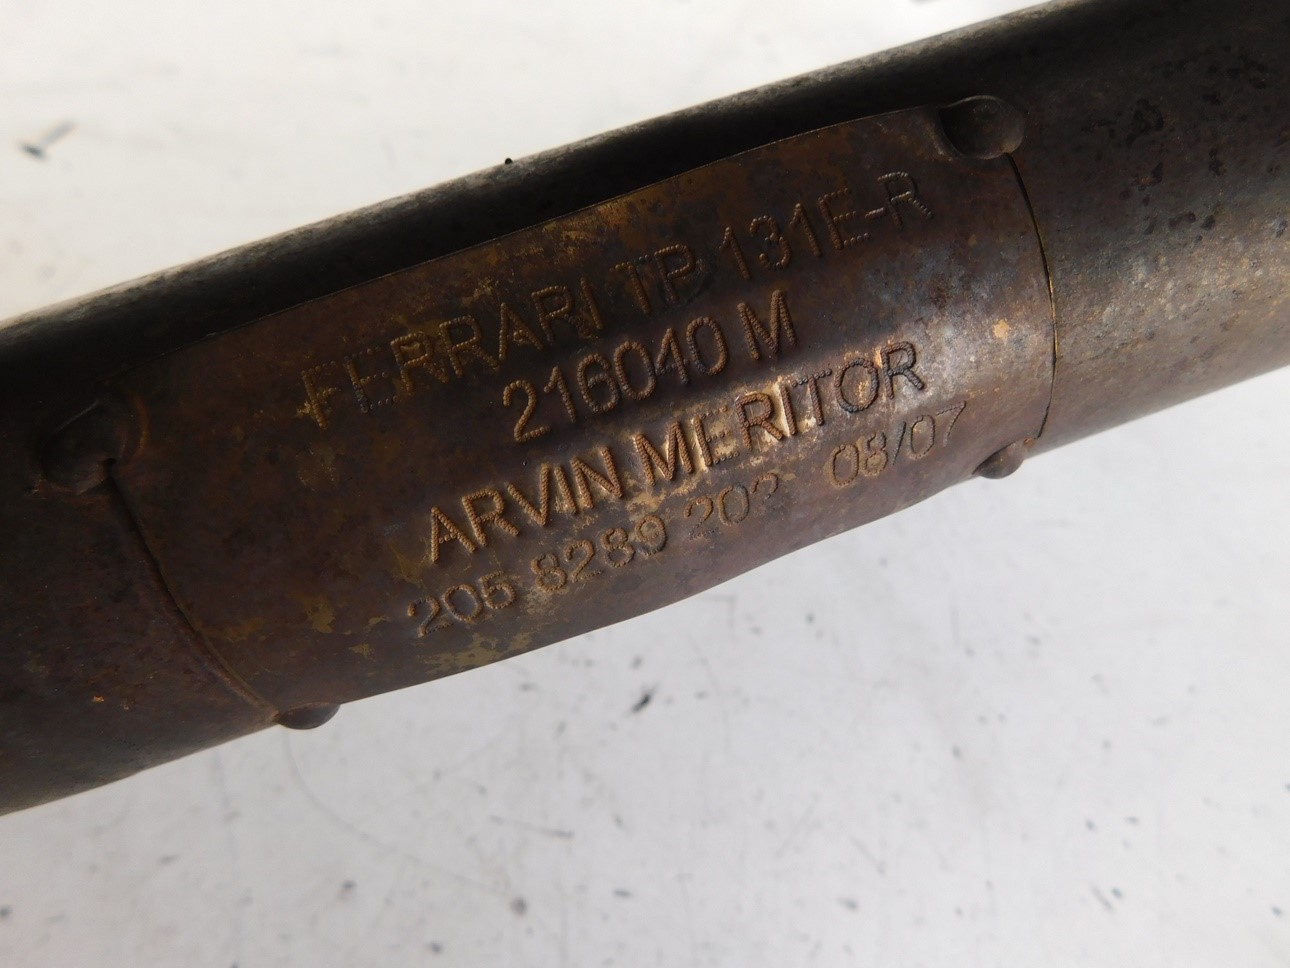 FERRARI TP 131E-R
216040 M
ARVIN MERITOR
205 8289 202 08/07